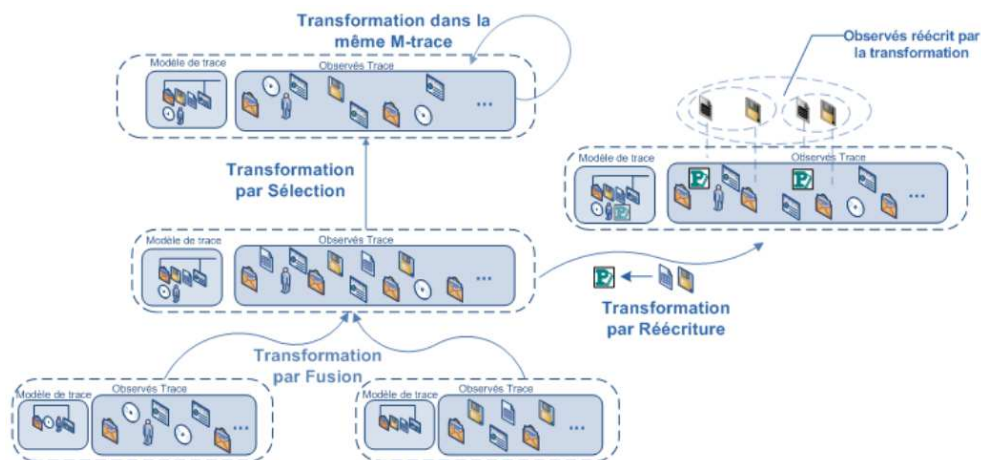 Transformation dans la
même M-trace
Modèle de trace
Observés Trace
...
Observés réécrit par
la transformation
Transformation
par Sélection
Modèle de trace
Observés Trace
...
Modèle de trace
Observés Trace
...
Transformation
par Réécriture
Transformation
par Fusion
Modèle de trace
Observés Trace
...
Modèle de trace
Observés Trace
...